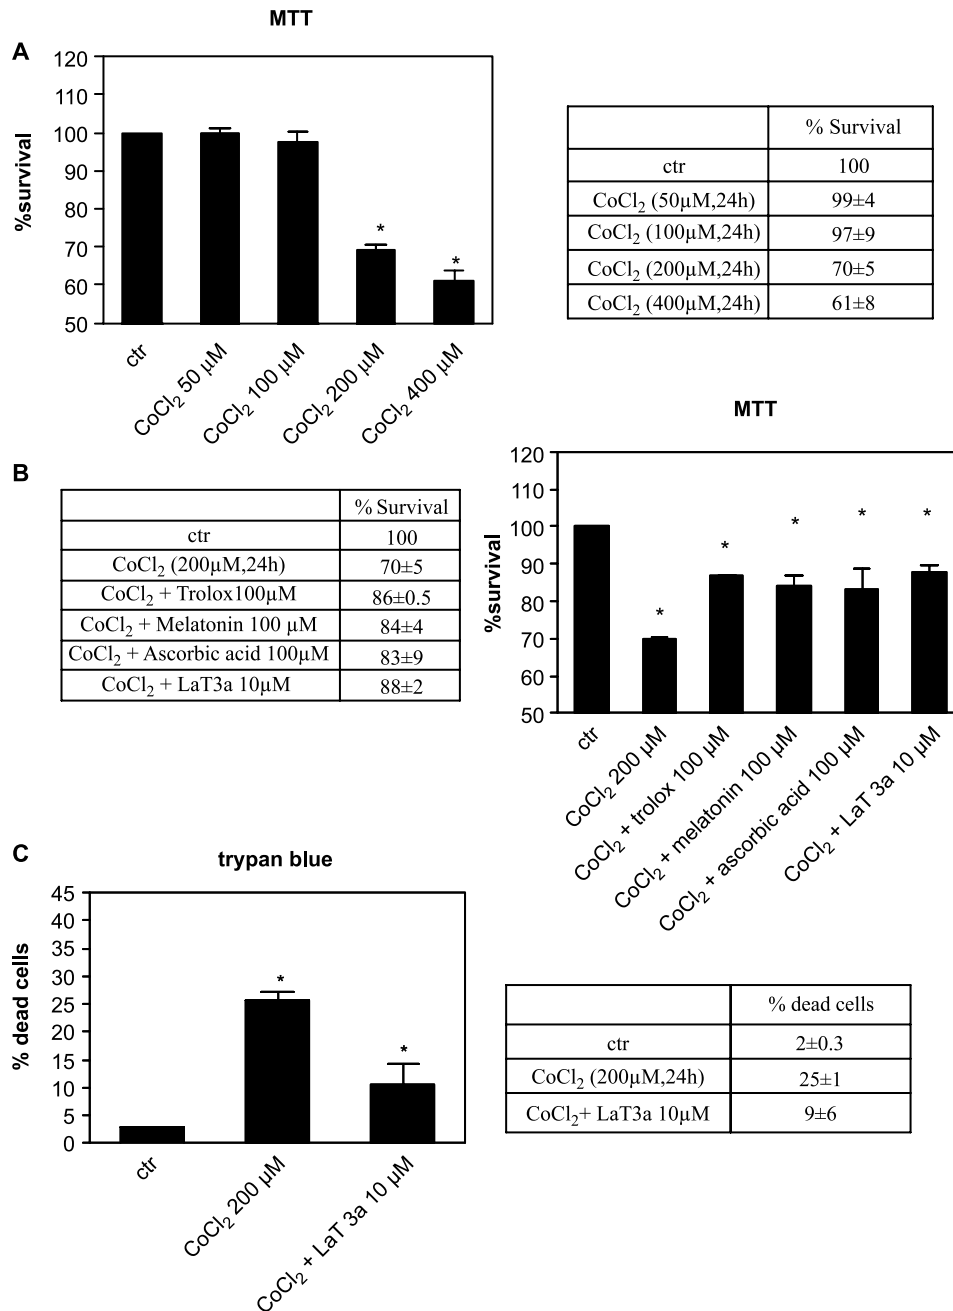 MTT
A
120
110
100
90
80
70
60
50
%survival
*
*
ctr
CoCl₂ 50 µM
CoCl₂ 100 µM
CoCl₂ 200 µM
CoCl₂ 400 µM
% Survival
ctr 100
CoCl₂ (50µM,24h) 99±4
CoCl₂ (100µM,24h) 97±9
CoCl₂ (200µM,24h) 70±5
CoCl₂ (400µM,24h) 61±8
B
% Survival
ctr 100
CoCl₂ (200µM,24h) 70±5
CoCl₂ + Trolox100µM 86±0.5
CoCl₂ + Melatonin 100 µM 84±4
CoCl₂ + Ascorbic acid 100µM 83±9
CoCl₂ + LaT3a 10µM 88±2
MTT
120
110
100
90
80
70
60
50
%survival
*
*
*
*
*
ctr
CoCl₂ 200 µM
CoCl₂ + trolox 100 µM
CoCl₂ + melatonin 100 µM
CoCl₂ + ascorbic acid 100 µM
CoCl₂ + LaT 3a 10 µM
C
trypan blue
45
40
35
30
25
20
15
10
5
0
% dead cells
*
*
ctr
CoCl₂ 200 µM
CoCl₂ + LaT 3a 10 µM
% dead cells
ctr 2±0.3
CoCl₂ (200µM,24h) 25±1
CoCl₂+ LaT3a 10µM 9±6